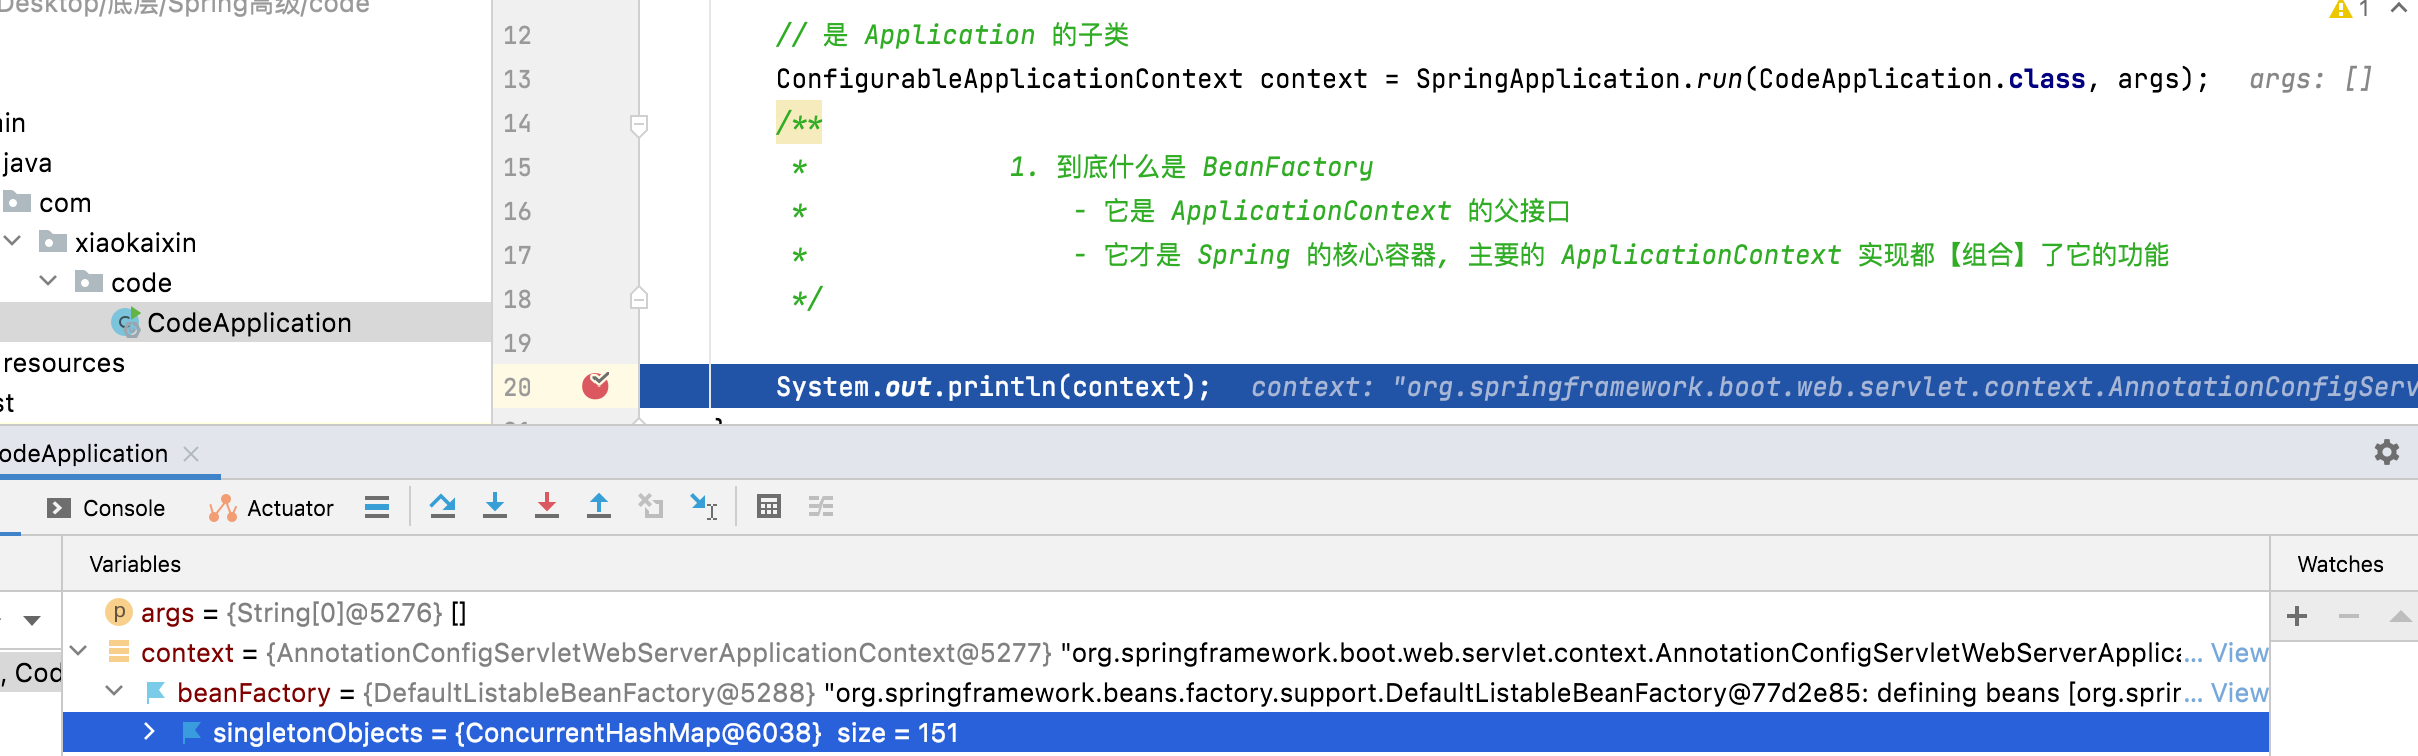 Desktop/底层/Spring高级/code
1
12 // 是 Application 的子类
13 ConfigurableApplicationContext context = SpringApplication.run(CodeApplication.class, args); args: []
14 /**
15 * 1. 到底什么是 BeanFactory
16 * - 它是 ApplicationContext 的父接口
17 * - 它才是 Spring 的核心容器, 主要的 ApplicationContext 实现都【组合】了它的功能
18 */
19
20 System.out.println(context); context: "org.springframework.boot.web.servlet.context.AnnotationConfigServ
ain
java
com
xiaokaixin
code
CodeApplication
resources
st
odeApplication
Console Actuator
Variables
Watches
p args = {String[0]@5276} []
context = {AnnotationConfigServletWebServerApplicationContext@5277} "org.springframework.boot.web.servlet.context.AnnotationConfigServletWebServerApplica... View
, Cod
beanFactory = {DefaultListableBeanFactory@5288} "org.springframework.beans.factory.support.DefaultListableBeanFactory@77d2e85: defining beans [org.sprir... View
singletonObjects = {ConcurrentHashMap@6038} size = 151